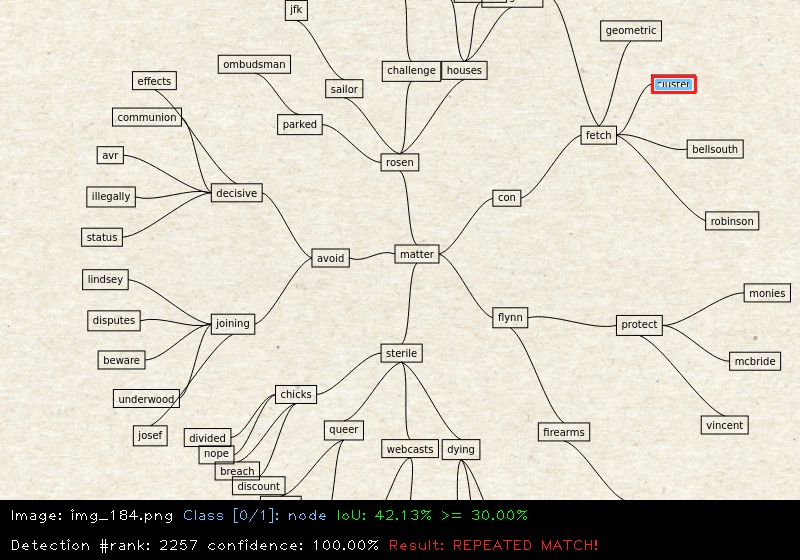 jfk
geometric
ombudsman
challenge
houses
effects
cluster
sailor
communion
parked
fetch
bellsouth
avr
rosen
decisive
illegally
con
robinson
status
avoid
matter
lindsey
monies
disputes
joining
flynn
protect
beware
sterile
mcbride
underwood
chicks
vincent
josef
divided
queer
firearms
nope
webcasts
dying
breach
discount
Image: img_184.png Class [0/1]: node IoU: 42.13% >= 30.00%
Detection #rank: 2257 confidence: 100.00% Result: REPEATED MATCH!